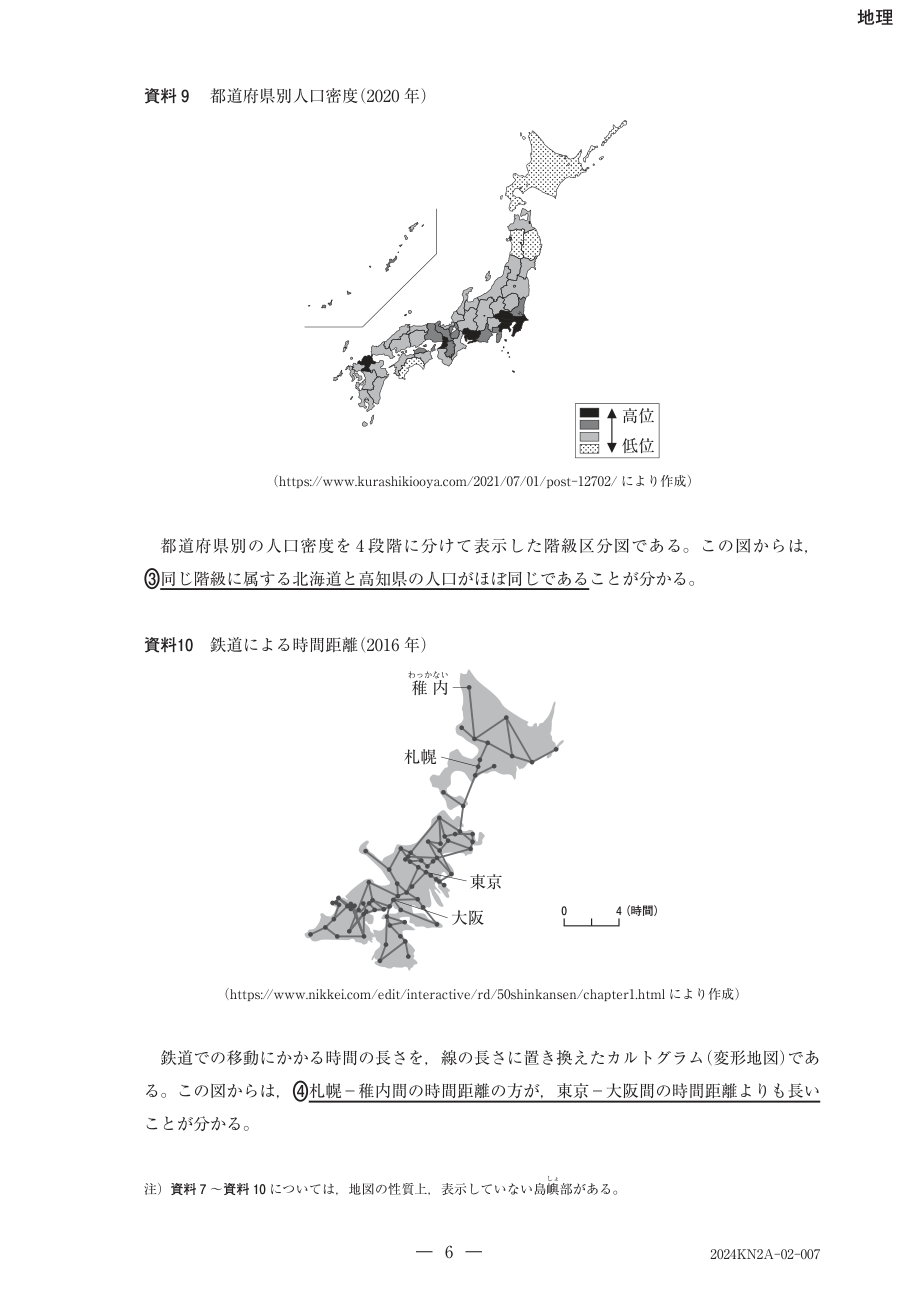 地理
資料9 都道府県別人口密度(2020 年)
高位
低位
(https://www.kurashikiooya.com/2021/07/01/post-12702/ により作成)
都道府県別の人口密度を4段階に分けて表示した階級区分図である。この図からは,
③同じ階級に属する北海道と高知県の人口がほぼ同じであることが分かる。
資料10 鉄道による時間距離(2016 年)
わっかない
稚内
札幌
東京
大阪
0 4 (時間)
(https://www.nikkei.com/edit/interactive/rd/50shinkansen/chapter1.html により作成)
鉄道での移動にかかる時間の長さを,線の長さに置き換えたカルトグラム(変形地図)であ
る。この図からは,④札幌-稚内間の時間距離の方が,東京-大阪間の時間距離よりも長い
ことが分かる。
しょ
注) 資料7~資料10については,地図の性質上,表示していない島嶼部がある。
— 6 —
2024KN2A-02-007